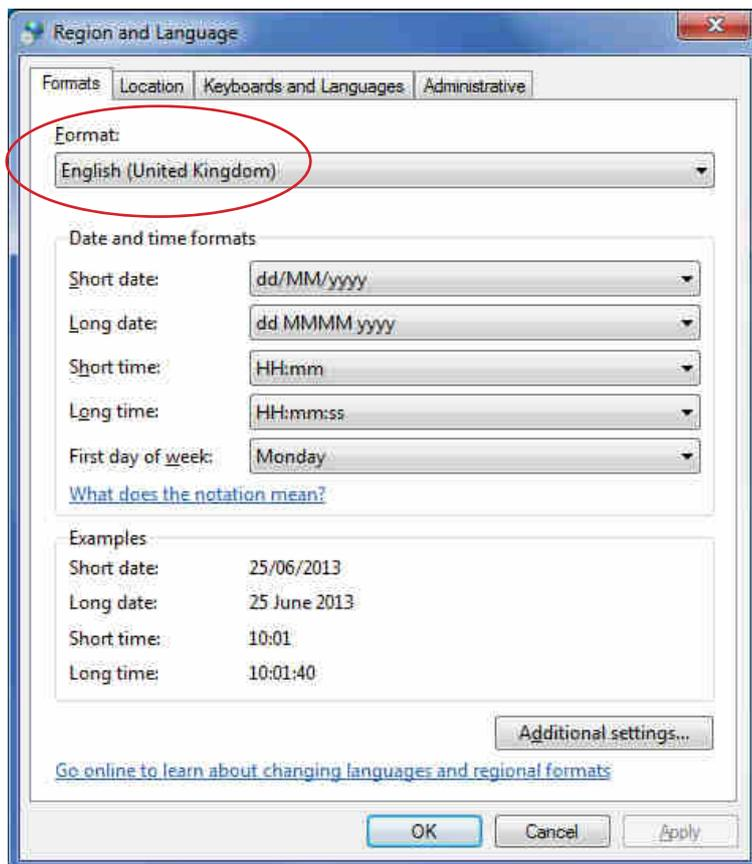 Region and Language
Formats Location Keyboards and Languages Administrative
Format:
English (United Kingdom)
Date and time formats
Short date: dd/MM/yyyy
Long date: dd MMMM yyyy
Short time: HH:mm
Long time: HH:mm:ss
First day of week: Monday
What does the notation mean?
Examples
Short date: 25/06/2013
Long date: 25 June 2013
Short time: 10:01
Long time: 10:01:40
Additional settings...
Go online to learn about changing languages and regional formats
OK Cancel Apply